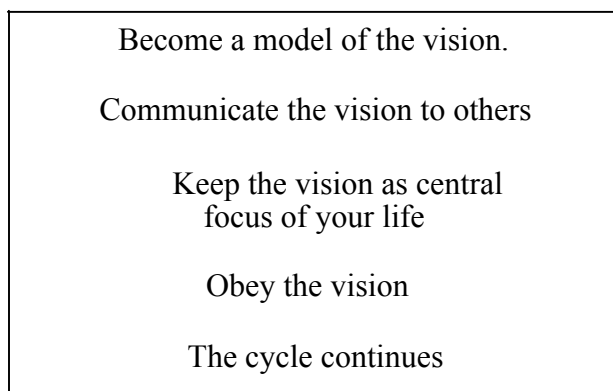 Become a model of the vision.
Communicate the vision to others
Keep the vision as central
focus of your life
Obey the vision
The cycle continues